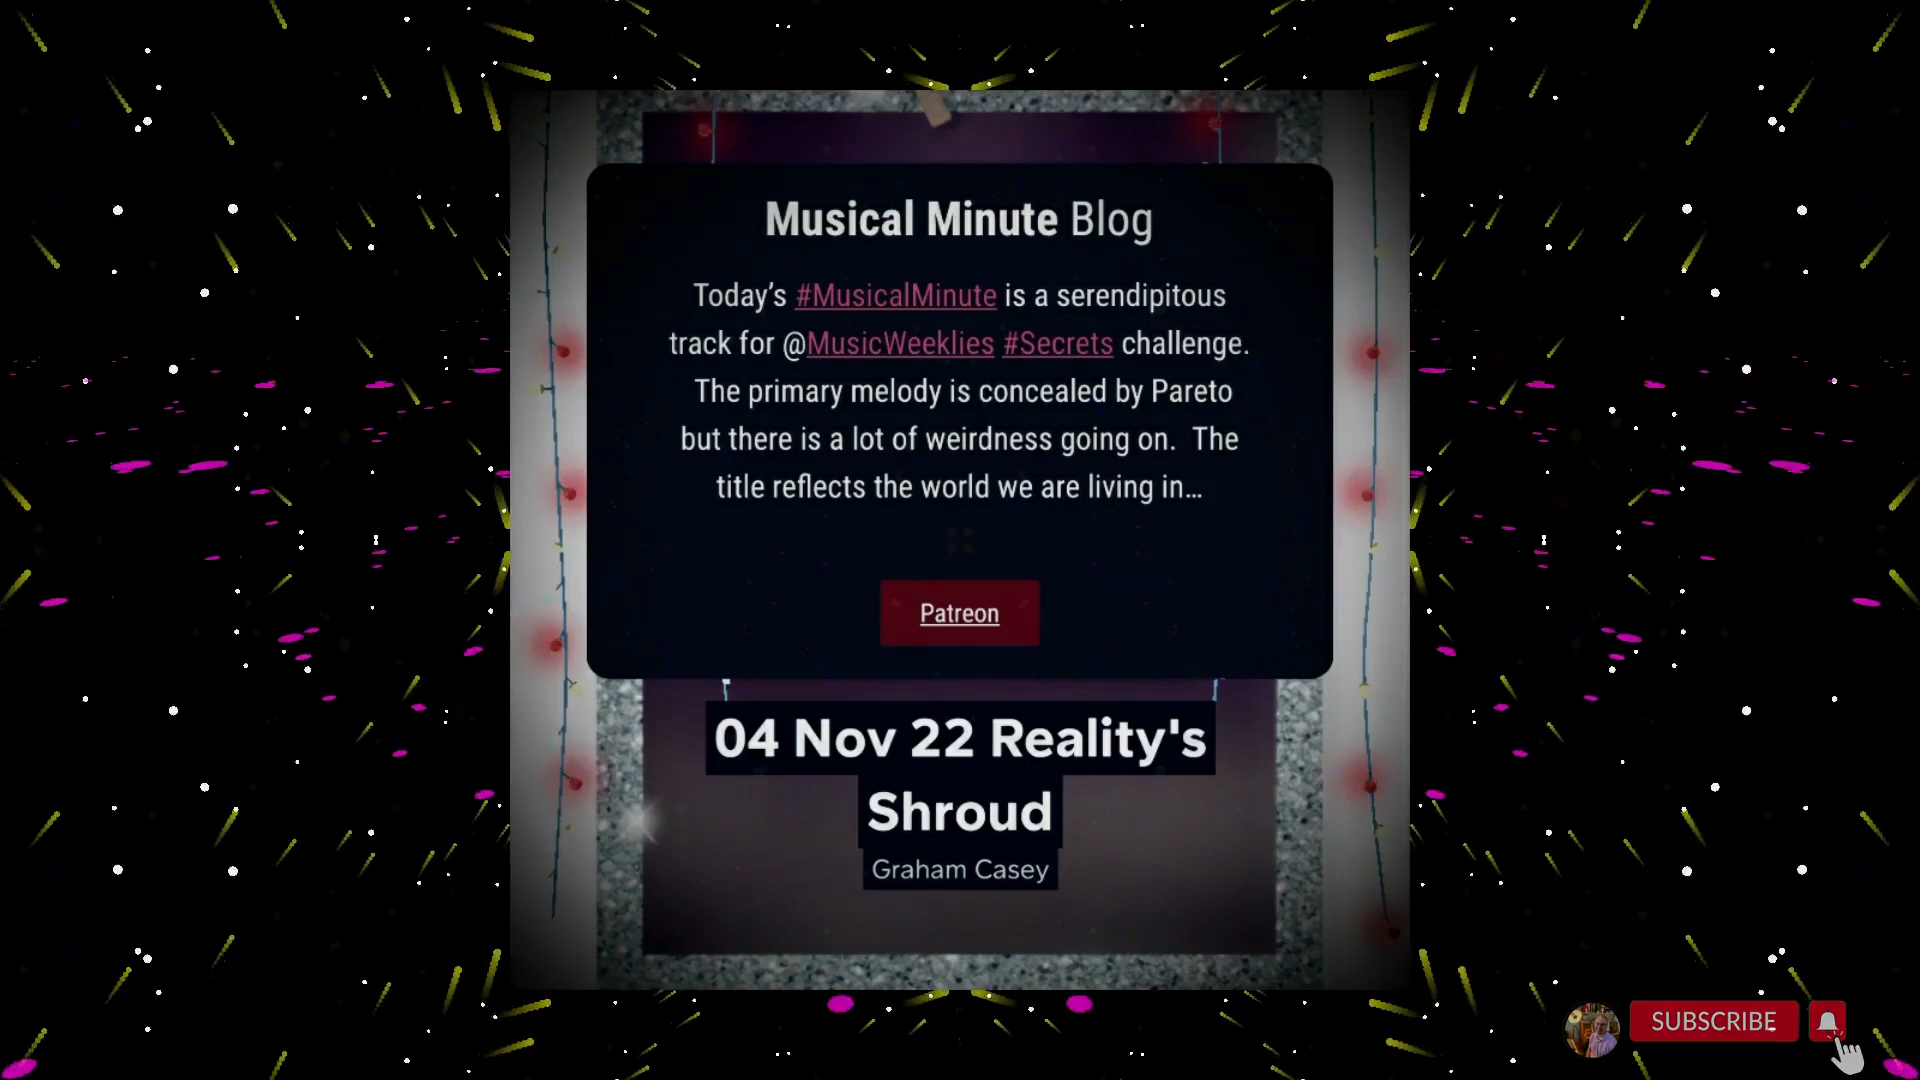 Musical Minute Blog
Today’s #MusicalMinute is a serendipitous
track for @MusicWeeklies #Secrets challenge.
The primary melody is concealed by Pareto
but there is a lot of weirdness going on. The
title reflects the world we are living in…
Patreon
04 Nov 22 Reality's
Shroud
Graham Casey
SUBSCRIBE